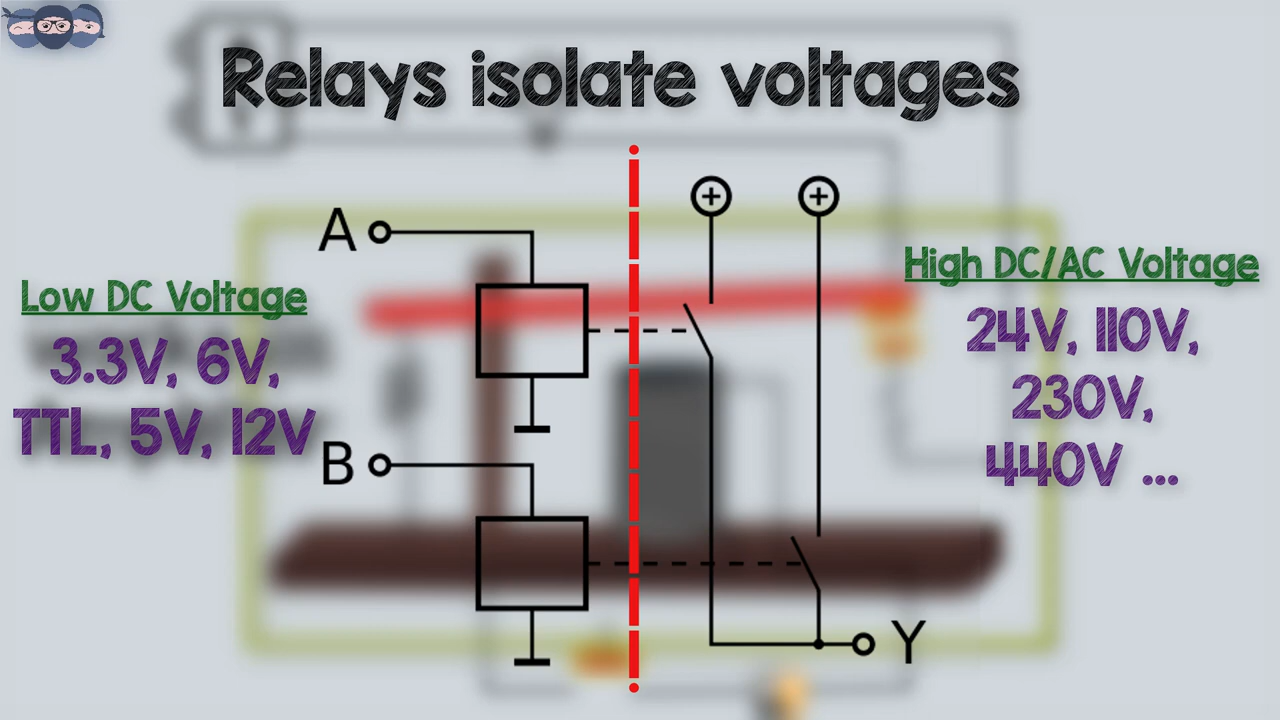 Relays isolate voltages
A
Low DC Voltage
3.3V, 6V,
TTL, 5V, 12V
B
High DC/AC Voltage
24V, 110V,
230V,
440V ...
Y